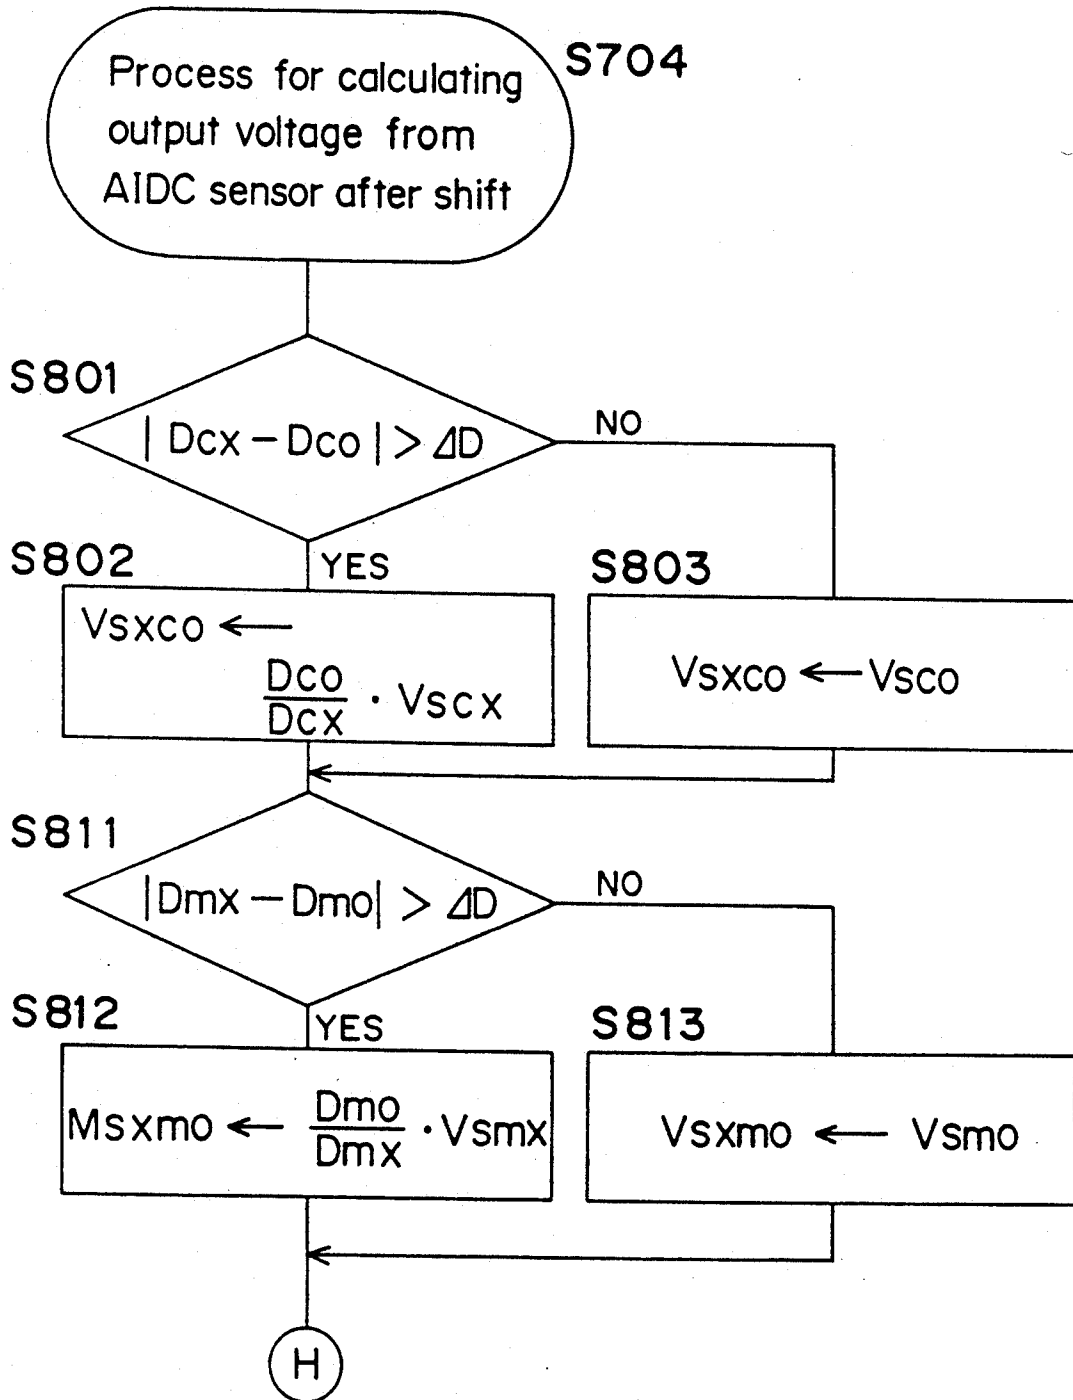 S704
Process for calculating
output voltage from
AIDC sensor after shift
S801
| Dcx − Dco | > ΔD
NO
YES
S802
Vsxco ←
Dco
Dcx
· Vscx
S803
Vsxco ← Vsco
S811
|Dmx − Dmo| > ΔD
NO
YES
S812
Msxmo ← Dmo/Dmx · Vsmx
S813
Vsxmo ← Vsmo
H